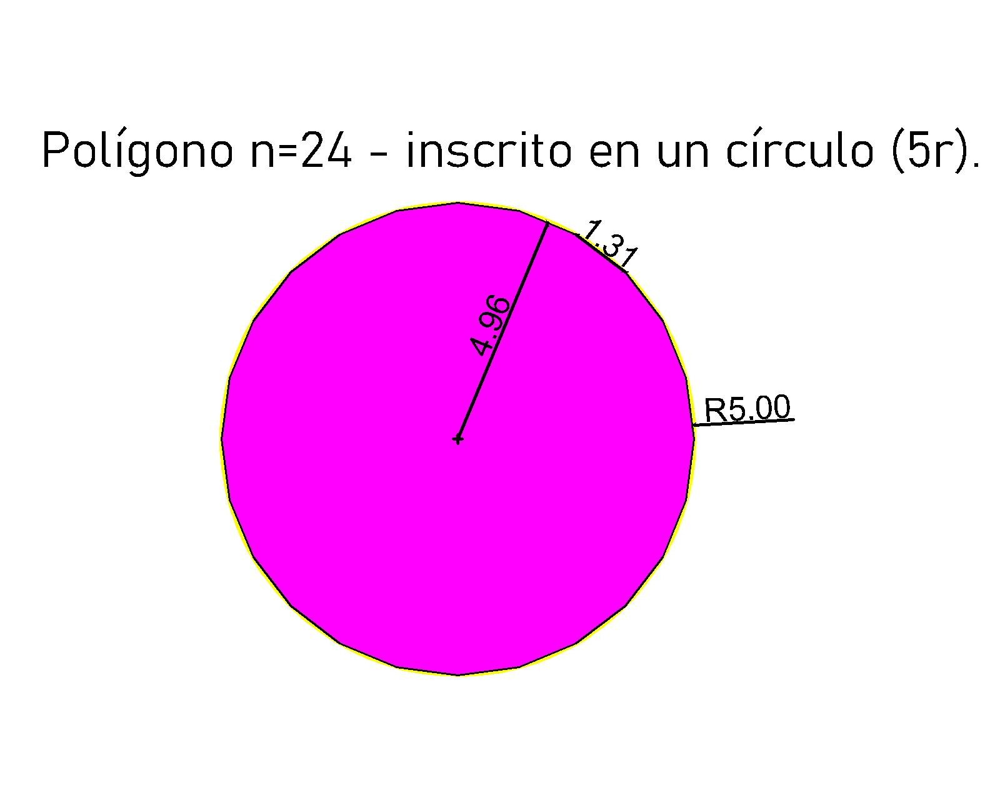 Polígono n=24 - inscrito en un círculo (5r).
1.31
4.96
R5.00